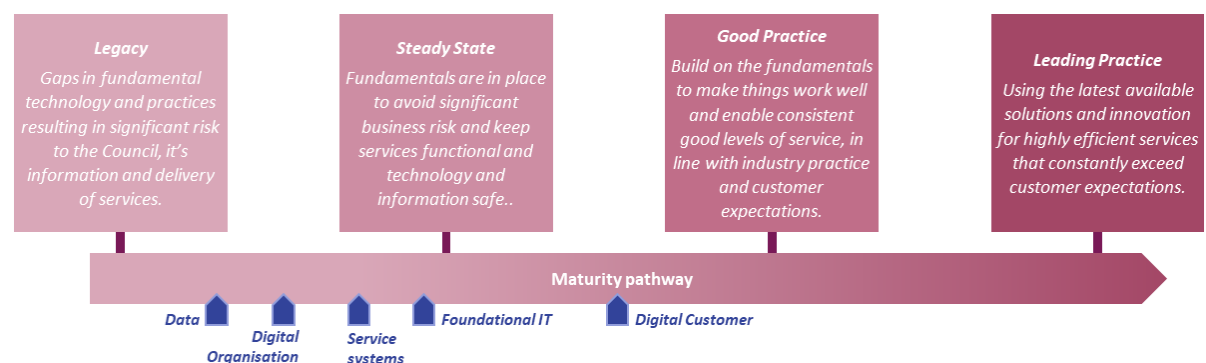 Legacy
Gaps in fundamental
technology and practices
resulting in significant risk
to the Council, it's
information and delivery
of services.
Steady State
Fundamentals are in place
to avoid significant
business risk and keep
services functional and
technology and
information safe..
Good Practice
Build on the fundamentals
to make things work well
and enable consistent
good levels of service, in
line with industry practice
and customer
expectations.
Leading Practice
Using the latest available
solutions and innovation
for highly efficient services
that constantly exceed
customer expectations.
Maturity pathway
Data
Digital
Organisation
Service
systems
Foundational IT
Digital Customer